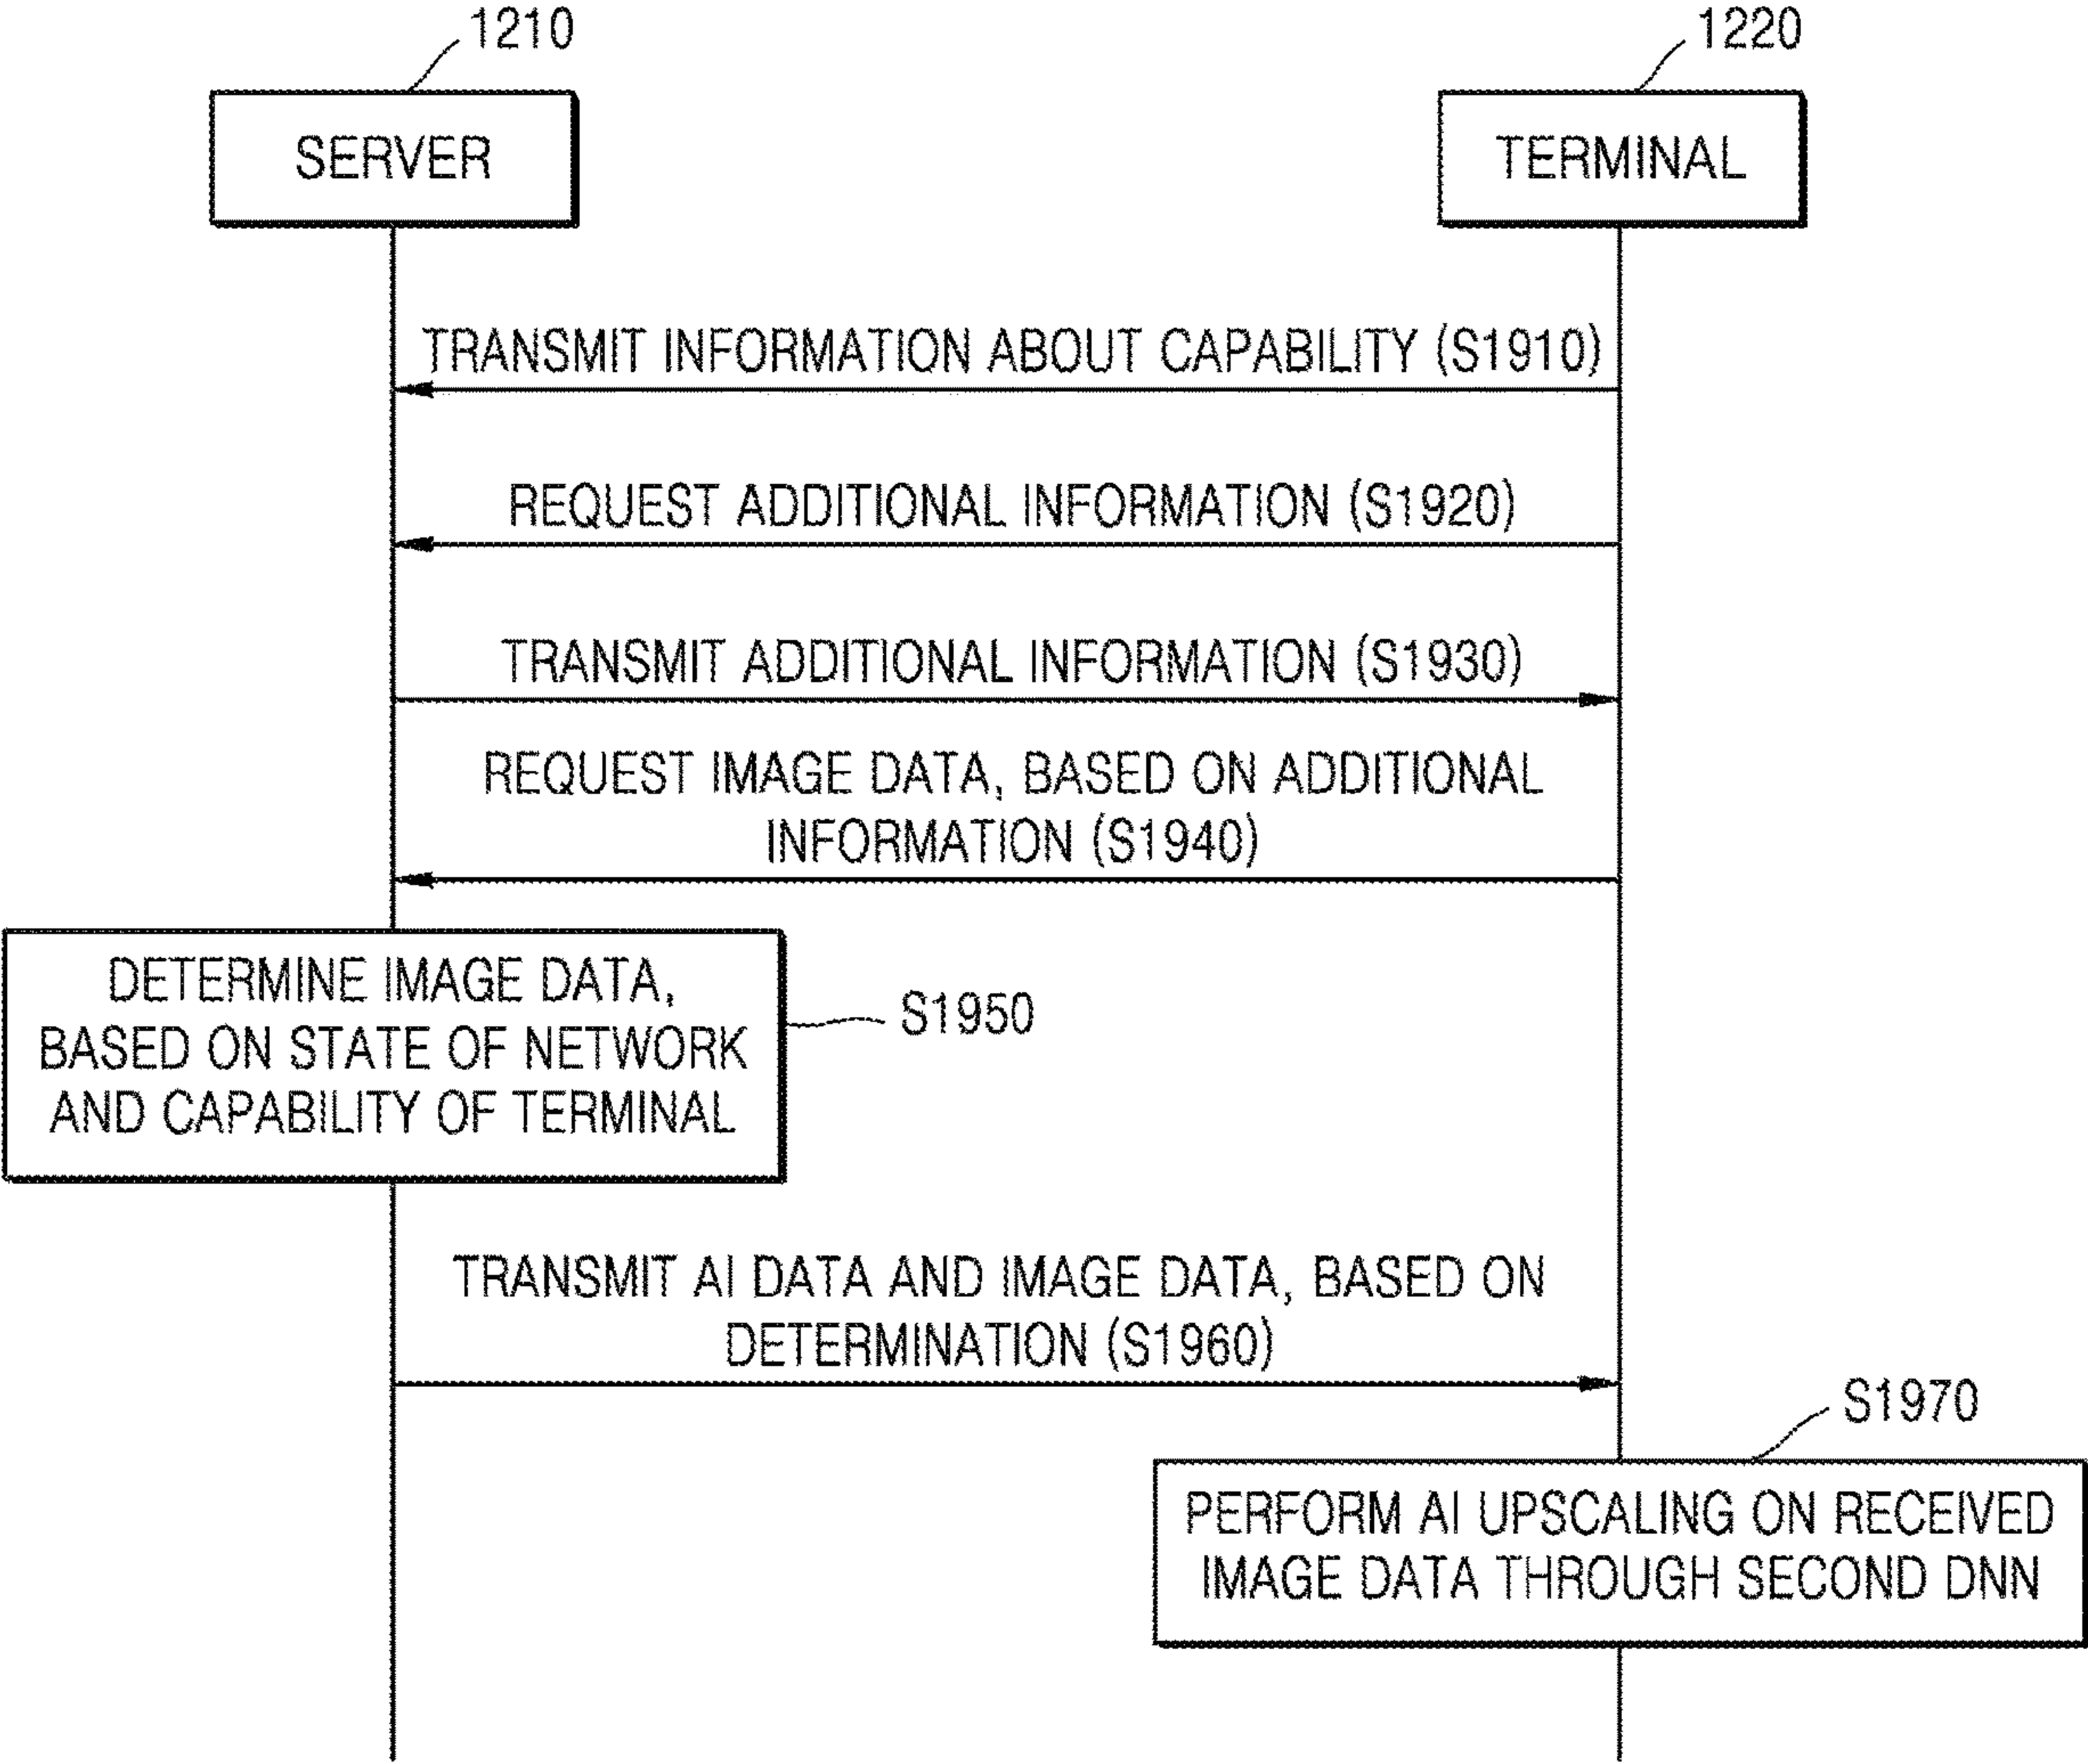 1210
1220
SERVER
TERMINAL
TRANSMIT INFORMATION ABOUT CAPABILITY (S1910)
REQUEST ADDITIONAL INFORMATION (S1920)
TRANSMIT ADDITIONAL INFORMATION (S1930)
REQUEST IMAGE DATA, BASED ON ADDITIONAL
INFORMATION (S1940)
DETERMINE IMAGE DATA,
BASED ON STATE OF NETWORK
AND CAPABILITY OF TERMINAL
S1950
TRANSMIT AI DATA AND IMAGE DATA, BASED ON
DETERMINATION (S1960)
S1970
PERFORM AI UPSCALING ON RECEIVED
IMAGE DATA THROUGH SECOND DNN